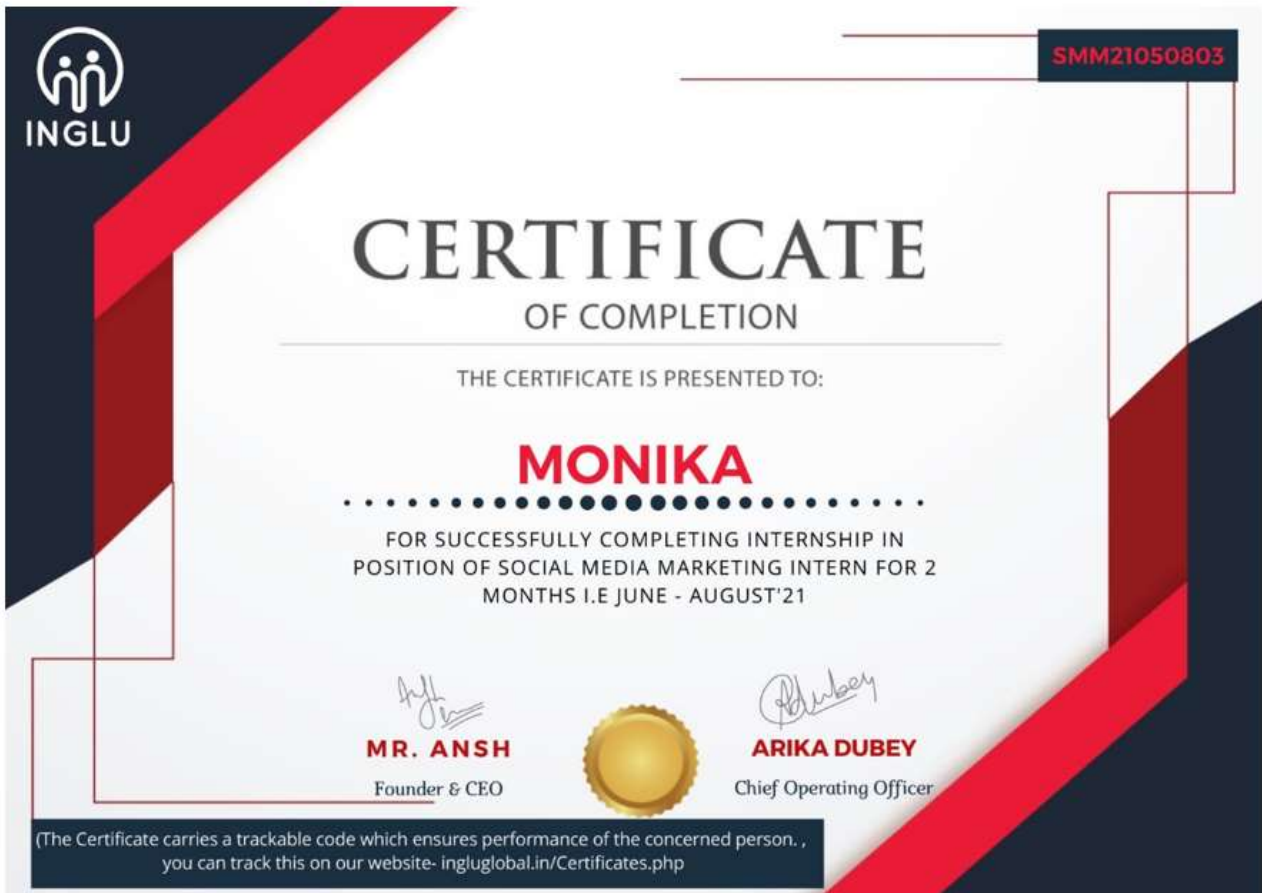 INGLU
SMM21050803
CERTIFICATE
OF COMPLETION
THE CERTIFICATE IS PRESENTED TO:
MONIKA
FOR SUCCESSFULLY COMPLETING INTERNSHIP IN
POSITION OF SOCIAL MEDIA MARKETING INTERN FOR 2
MONTHS I.E JUNE - AUGUST'21
MR. ANSH
Founder & CEO
ARIKA DUBEY
Chief Operating Officer
(The Certificate carries a trackable code which ensures performance of the concerned person. ,
you can track this on our website- ingluglobal.in/Certificates.php